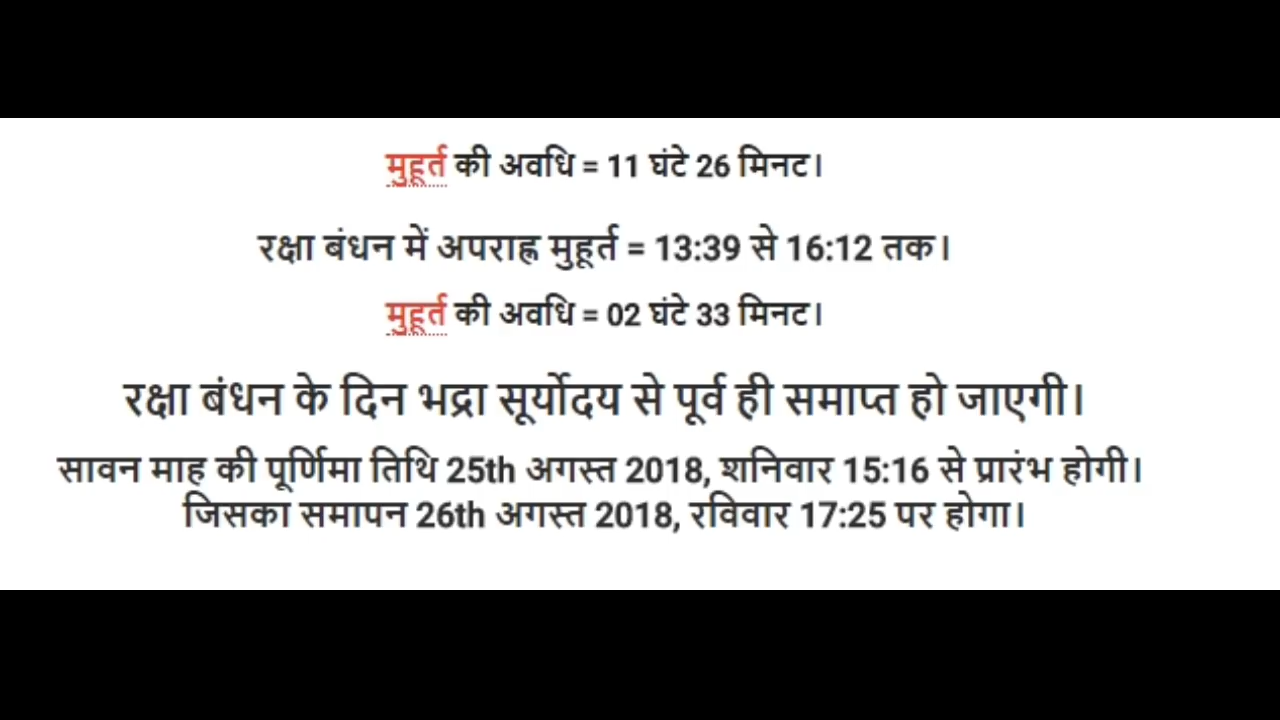 मुहूर्त की अवधि = 11 घंटे 26 मिनट।
रक्षा बंधन में अपराह्न मुहूर्त = 13:39 से 16:12 तक।
मुहूर्त की अवधि = 02 घंटे 33 मिनट।
रक्षा बंधन के दिन भद्रा सूर्योदय से पूर्व ही समाप्त हो जाएगी।
सावन माह की पूर्णिमा तिथि 25th अगस्त 2018, शनिवार 15:16 से प्रारंभ होगी।
जिसका समापन 26th अगस्त 2018, रविवार 17:25 पर होगा।